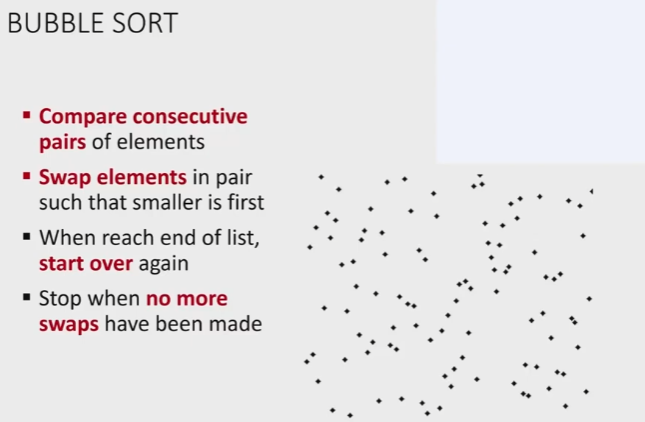 BUBBLE SORT
▪ Compare consecutive
pairs of elements
▪ Swap elements in pair
such that smaller is first
▪ When reach end of list,
start over again
▪ Stop when no more
swaps have been made